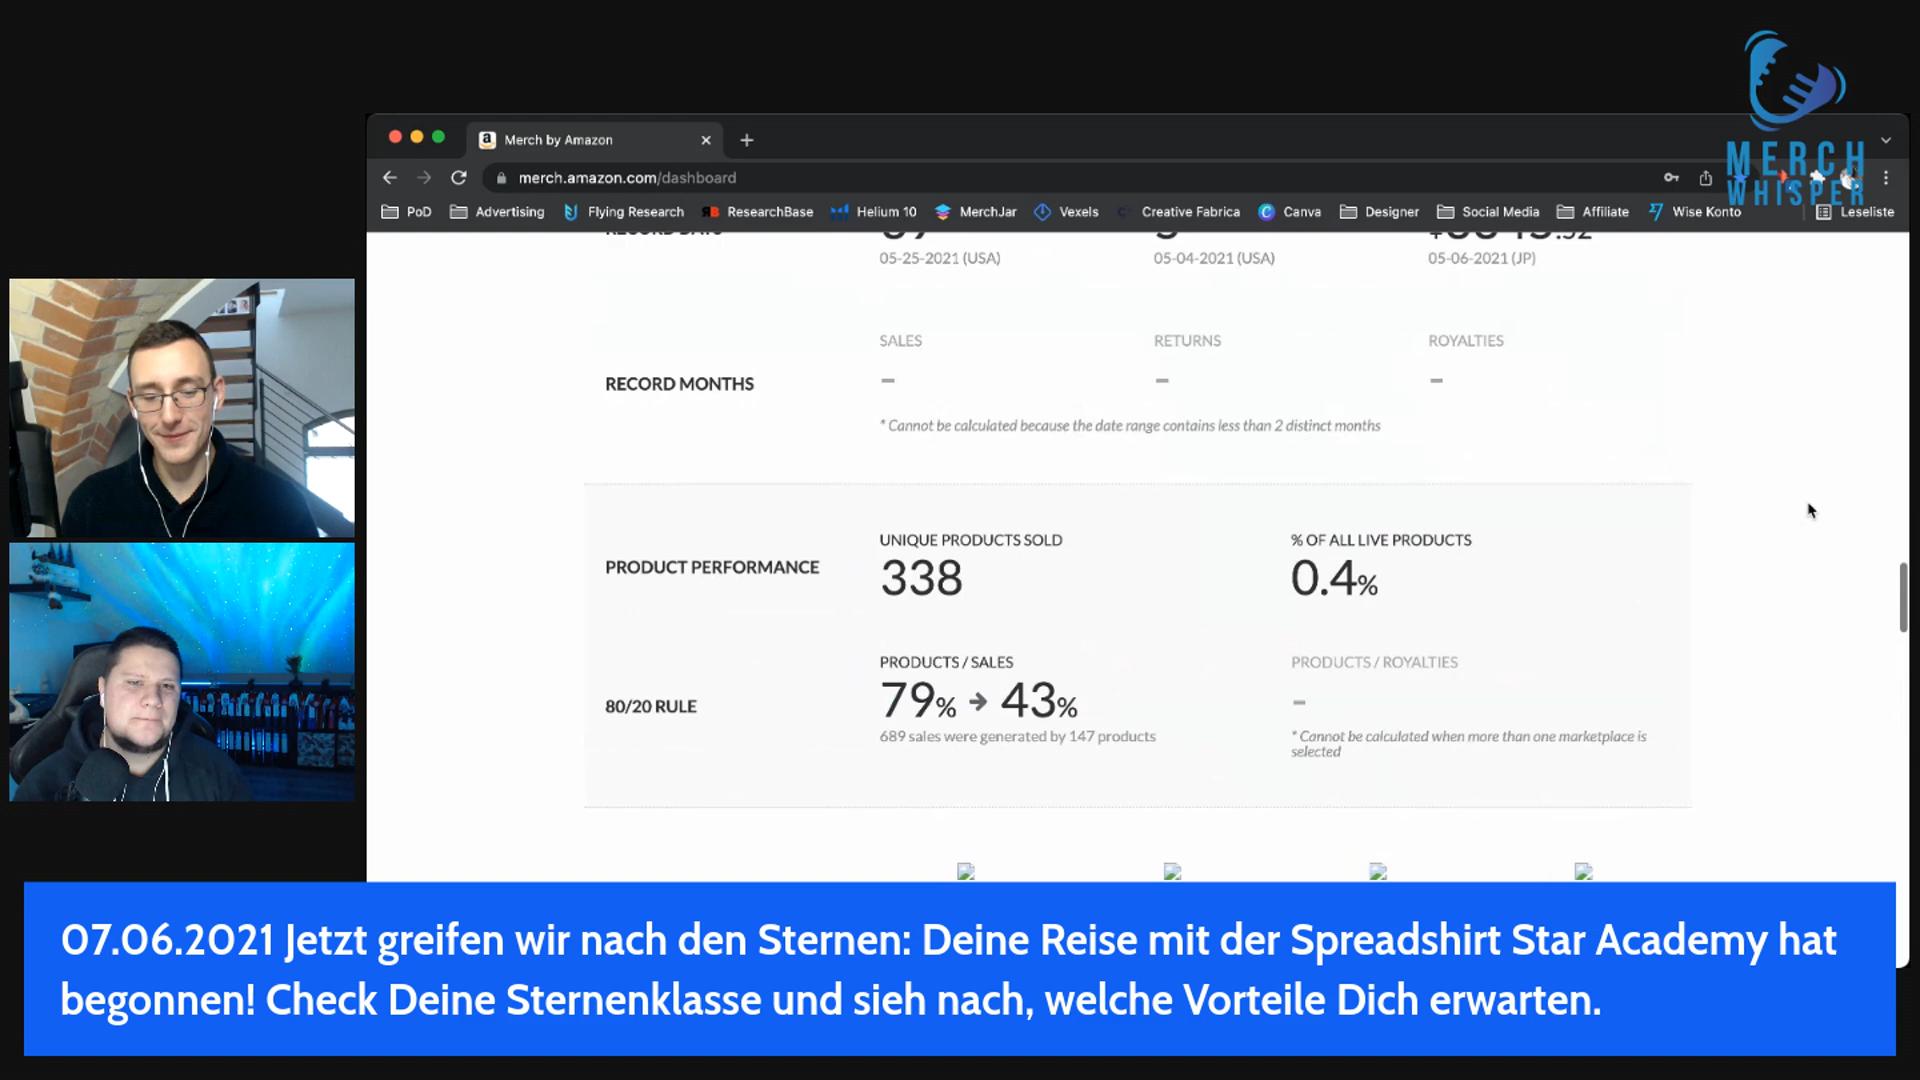 Merch by Amazon
merch.amazon.com/dashboard
MERCH
WHISPER
PoD Advertising Flying Research ResearchBase Helium 10 MerchJar Vexels Creative Fabrica Canva Designer Social Media Affiliate Wise Konto Leseliste
05-25-2021 (USA) 05-04-2021 (USA) 05-06-2021 (JP)
SALES RETURNS ROYALTIES
RECORD MONTHS – – –
* Cannot be calculated because the date range contains less than 2 distinct months
UNIQUE PRODUCTS SOLD % OF ALL LIVE PRODUCTS
PRODUCT PERFORMANCE 338 0.4%
PRODUCTS / SALES PRODUCTS / ROYALTIES
80/20 RULE 79% → 43% –
689 sales were generated by 147 products * Cannot be calculated when more than one marketplace is
selected
07.06.2021 Jetzt greifen wir nach den Sternen: Deine Reise mit der Spreadshirt Star Academy hat
begonnen! Check Deine Sternenklasse und sieh nach, welche Vorteile Dich erwarten.